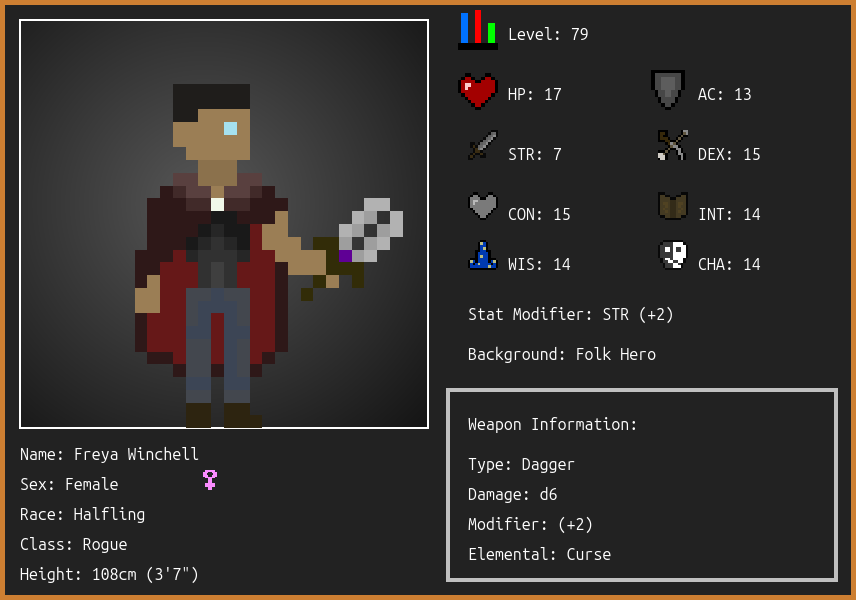 Level: 79
HP: 17
AC: 13
STR: 7
DEX: 15
CON: 15
INT: 14
WIS: 14
CHA: 14
Stat Modifier: STR (+2)
Background: Folk Hero
Weapon Information:
Type: Dagger
Damage: d6
Modifier: (+2)
Elemental: Curse
Name: Freya Winchell
Sex: Female
Race: Halfling
Class: Rogue
Height: 108cm (3'7")